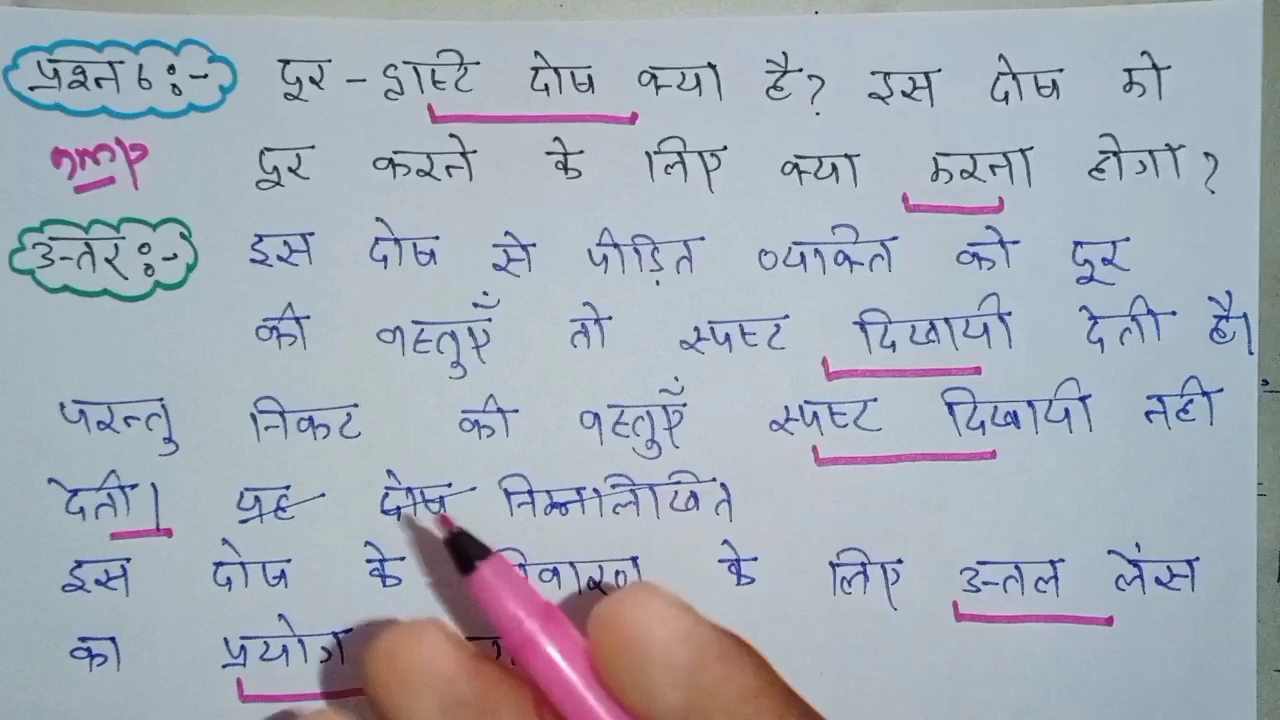 प्रश्न 6:- दूर-दृष्टि दोष क्या है? इस दोष को
Imp दूर करने के लिए क्या करना होगा?
उत्तर:- इस दोष से पीड़ित व्यक्ति को दूर
की वस्तुएँ तो स्पष्ट दिखायी देती है।
परन्तु निकट की वस्तुएँ स्पष्ट दिखायी नही
देती। यह दोष निम्नलिखित
इस दोष के निवारण के लिए उत्तल लेंस
का प्रयोग